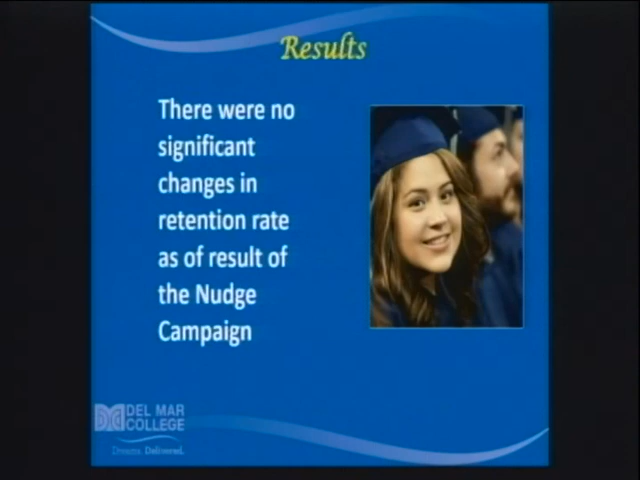 Results
There were no
significant
changes in
retention rate
as of result of
the Nudge
Campaign
DEL MAR
COLLEGE
Dreams. Delivered.